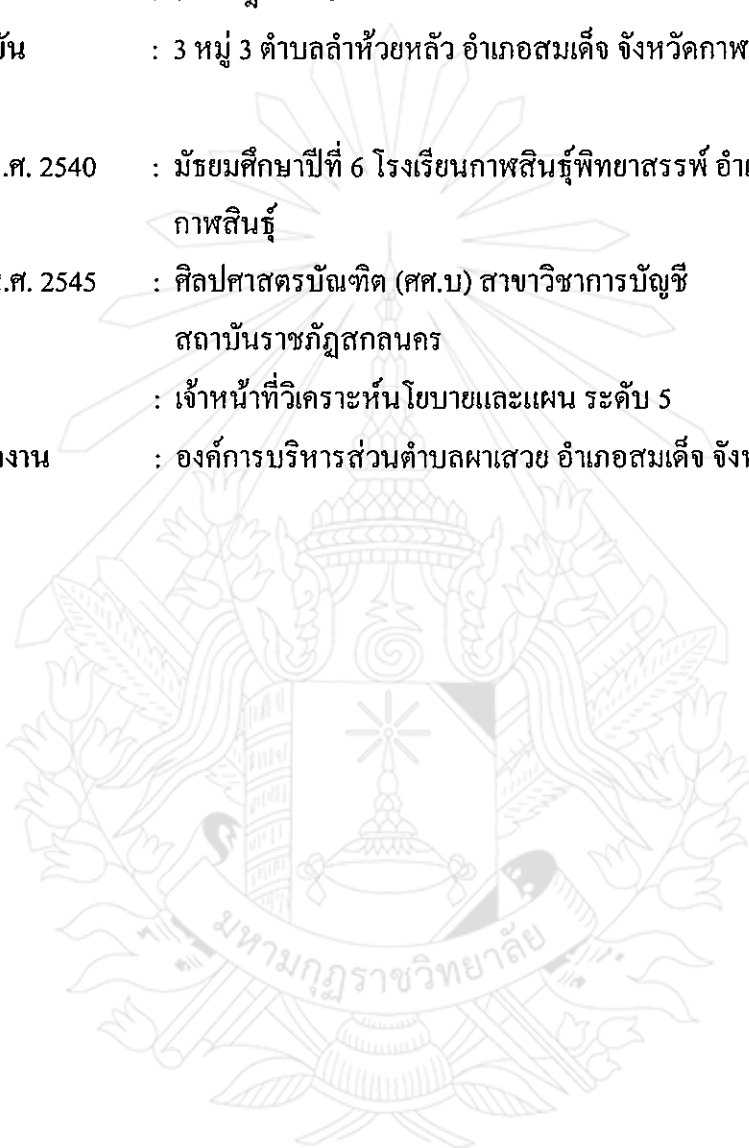 : 3 หมู่ 3 ตำบลลำห้วยหลัว อำเภอสมเด็จ จังหวัดกาฬ
.ศ. 2540 : มัธยมศึกษาปีที่ 6 โรงเรียนกาฬสินธุ์พิทยาสรรพ์
กาฬสินธุ์
.ศ. 2545 : ศิลปศาสตรบัณฑิต (ศศ.บ) สาขาวิชาการบัญชี
สถาบันราชภัฏสกลนคร
: เจ้าหน้าที่วิเคราะห์นโยบายและแผน ระดับ 5
งาน : องค์การบริหารส่วนตำบลผาเสวย อำเภอสมเด็จ
มหามกุฏราชวิทยาลัย